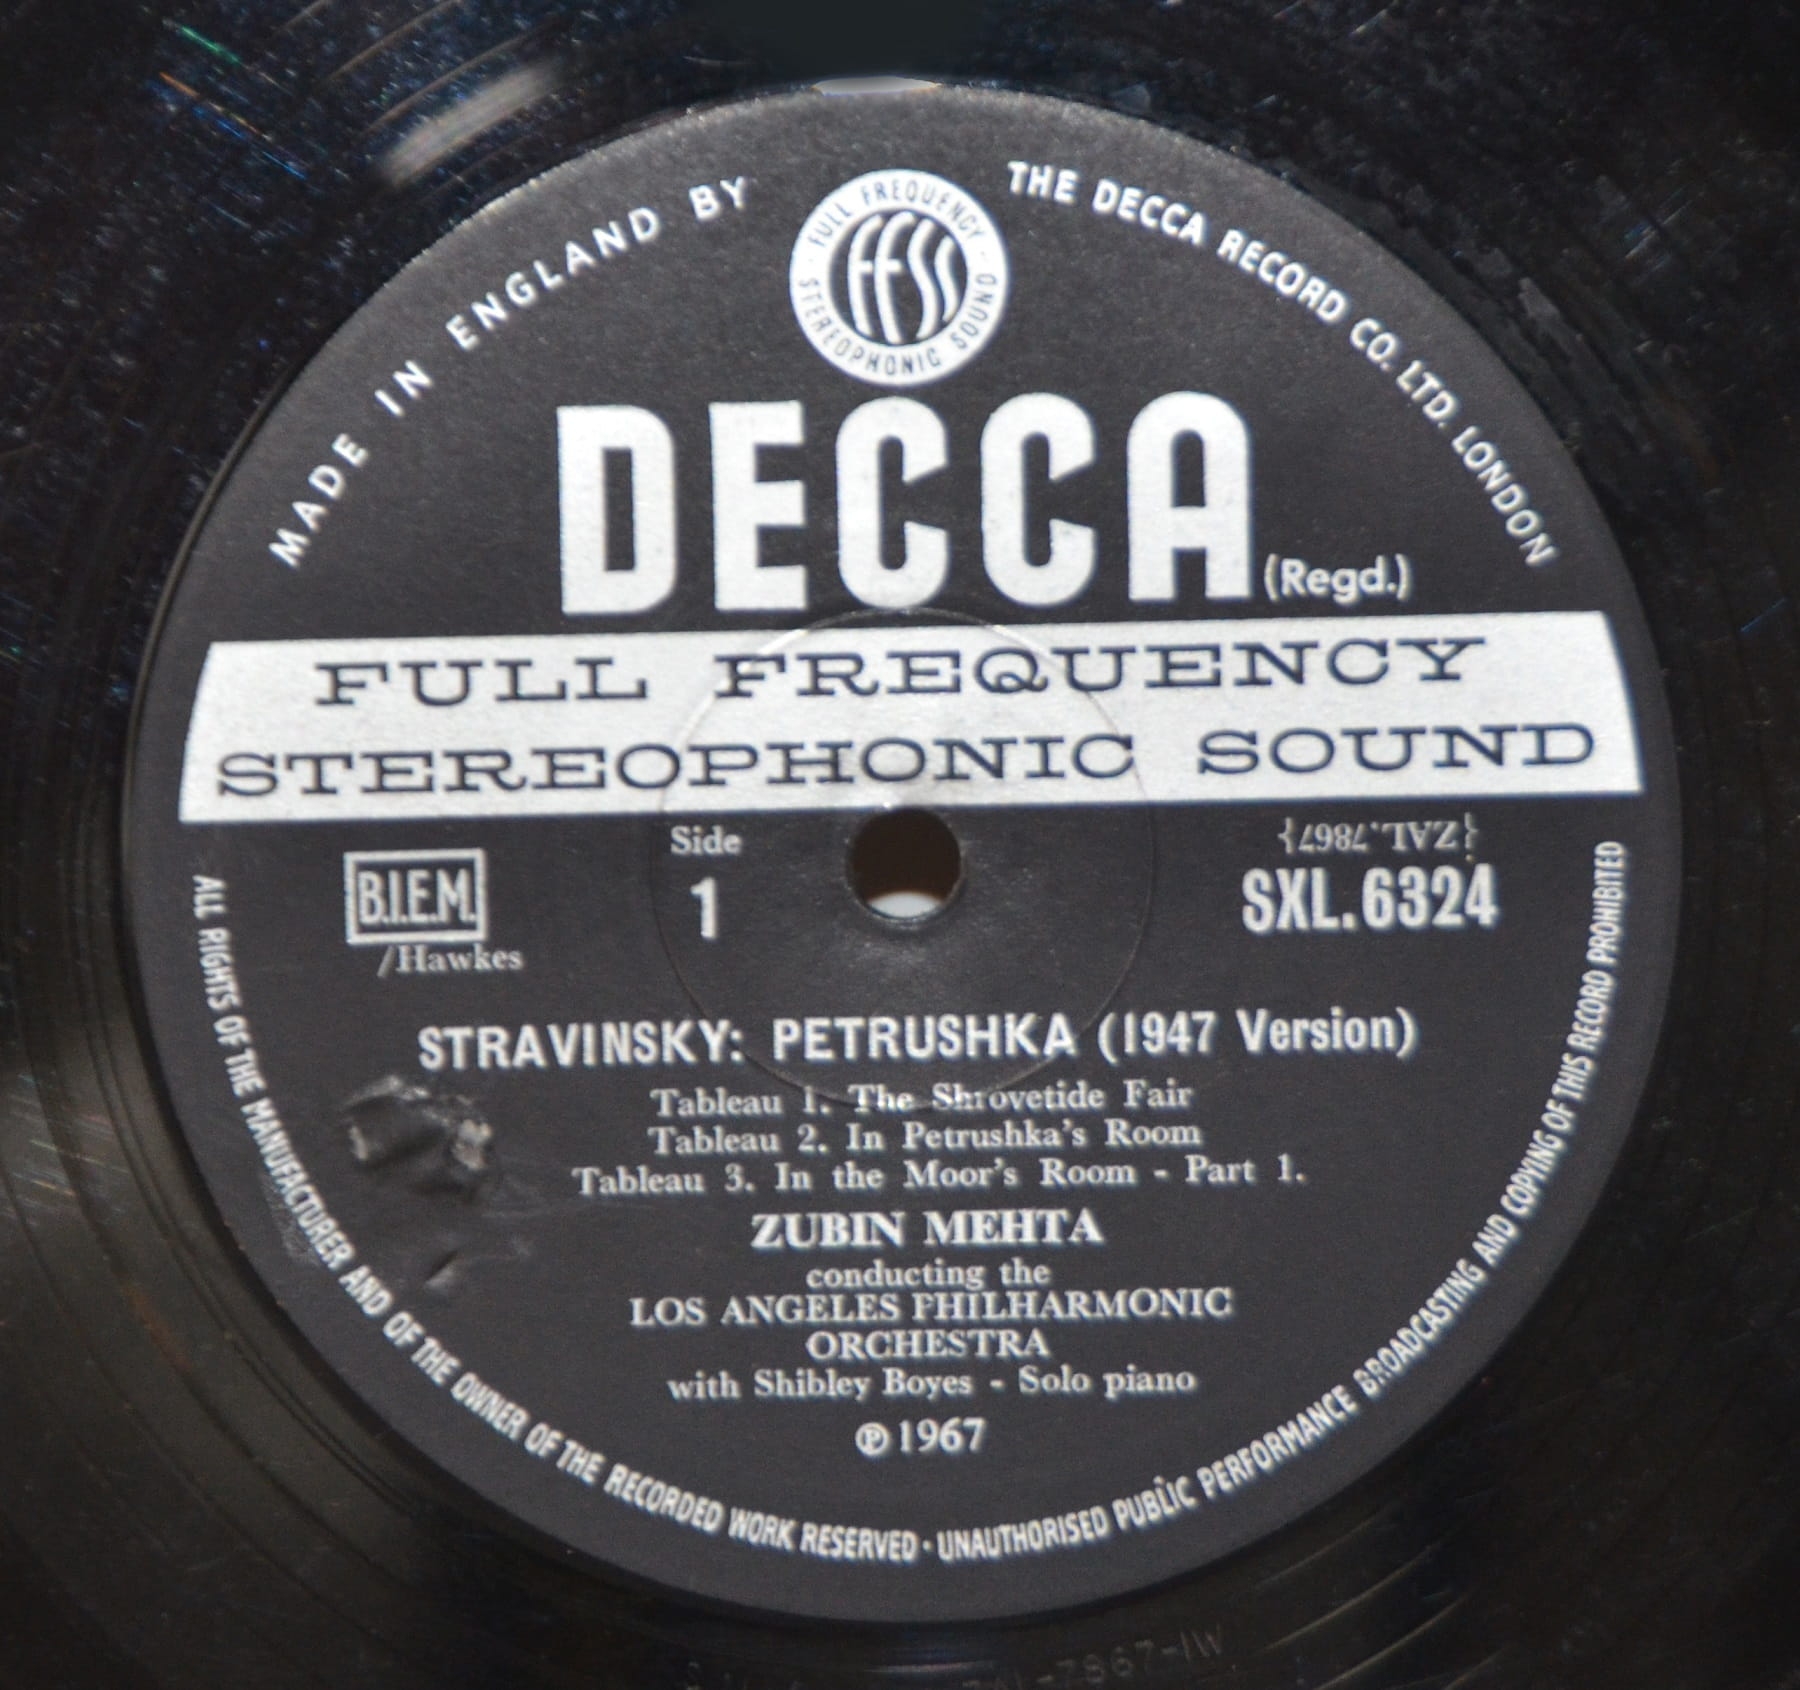 MADE IN ENGLAND BY
THE DECCA RECORD CO. LTD. LONDON
· FULL FREQUENCY ·
STEREOPHONIC SOUND
FFSS
DECCA (Regd.)
FULL FREQUENCY
STEREOPHONIC SOUND
B.I.E.M.
/Hawkes
Side
1
{ZAL.7867}
SXL.6324
STRAVINSKY: PETRUSHKA (1947 Version)
Tableau 1. The Shrovetide Fair
Tableau 2. In Petrushka's Room
Tableau 3. In the Moor's Room - Part 1.
ZUBIN MEHTA
conducting the
LOS ANGELES PHILHARMONIC
ORCHESTRA
with Shibley Boyes - Solo piano
℗ 1967
ALL RIGHTS OF THE MANUFACTURER AND OF THE OWNER OF THE RECORDED WORK RESERVED · UNAUTHORISED PUBLIC PERFORMANCE BROADCASTING AND COPYING OF THIS RECORD PROHIBITED
-7867-1W